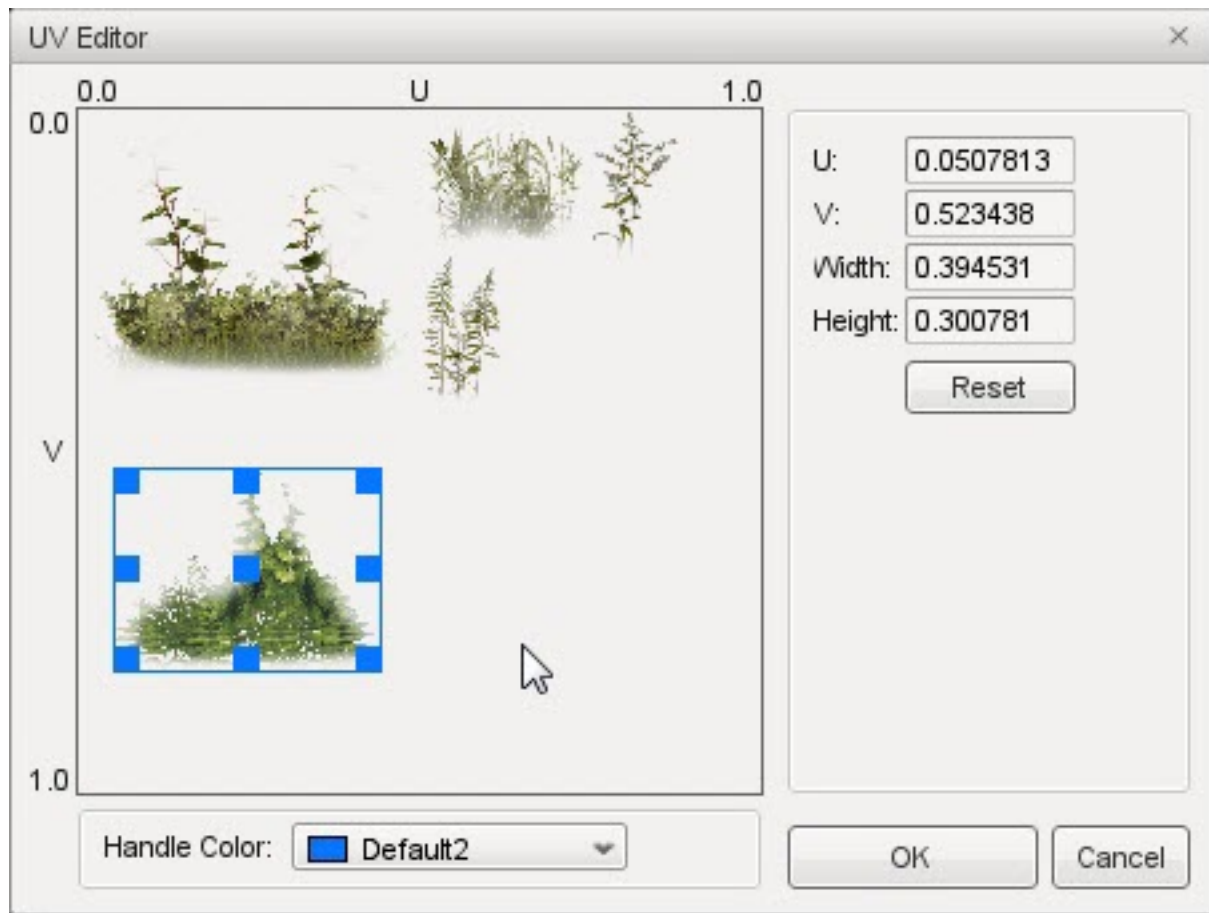 UV Editor
0.0 U 1.0
0.0
U: 0.0507813
V: 0.523438
Width: 0.394531
Height: 0.300781
Reset
V
1.0
Handle Color: Default2
OK Cancel